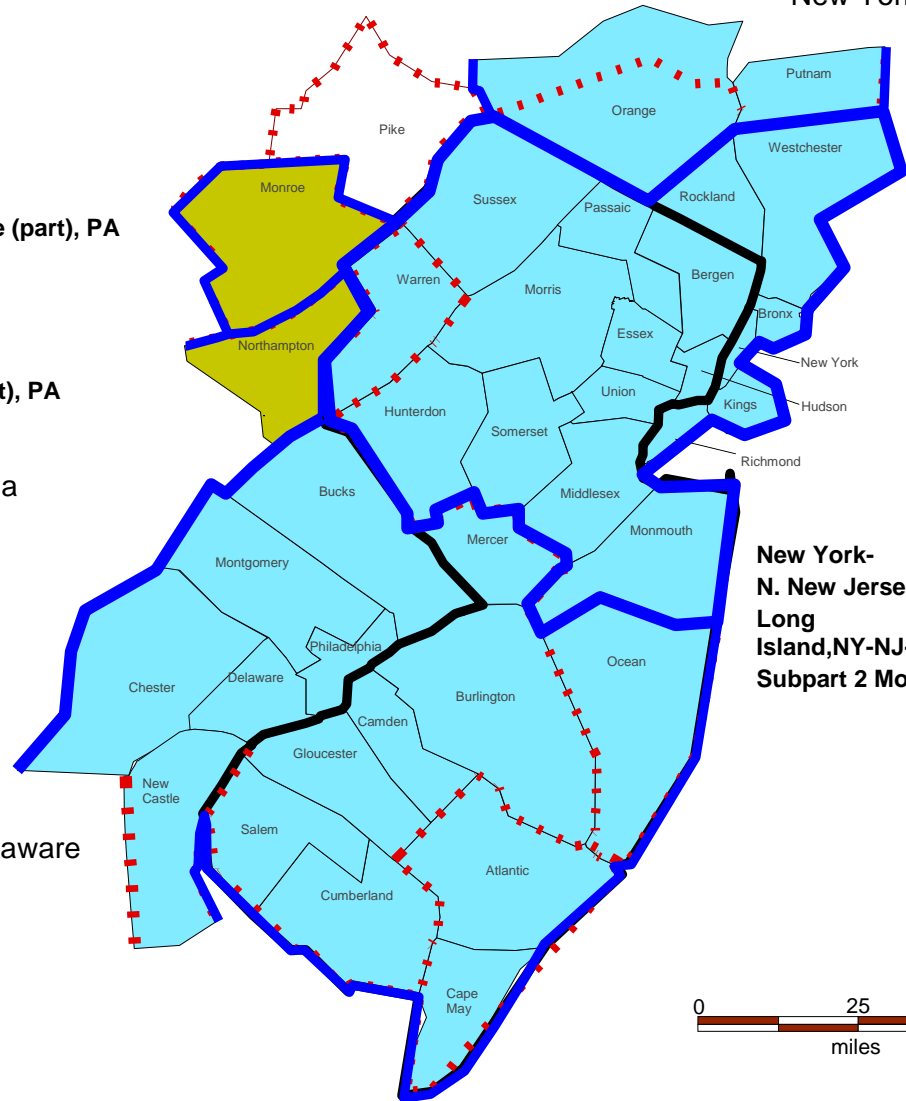 New Yor
Putnam
Orange
Pike
Westchester
Monroe
Rockland
Sussex
Passaic
e (part), PA
Bergen
Warren
Morris
Bronx
Essex
Northampton
New York
t), PA
Union
Hudson
Kings
Hunterdon
Somerset
Richmond
a
Bucks
Middlesex
Monmouth
Mercer
New York-
N. New Jerse
Long
Island,NY-NJ-
Subpart 2 Mo
Montgomery
Philadelphia
Ocean
Chester
Delaware
Burlington
Camden
Gloucester
New
Castle
Salem
aware
Atlantic
Cumberland
Cape
May
0 25
miles